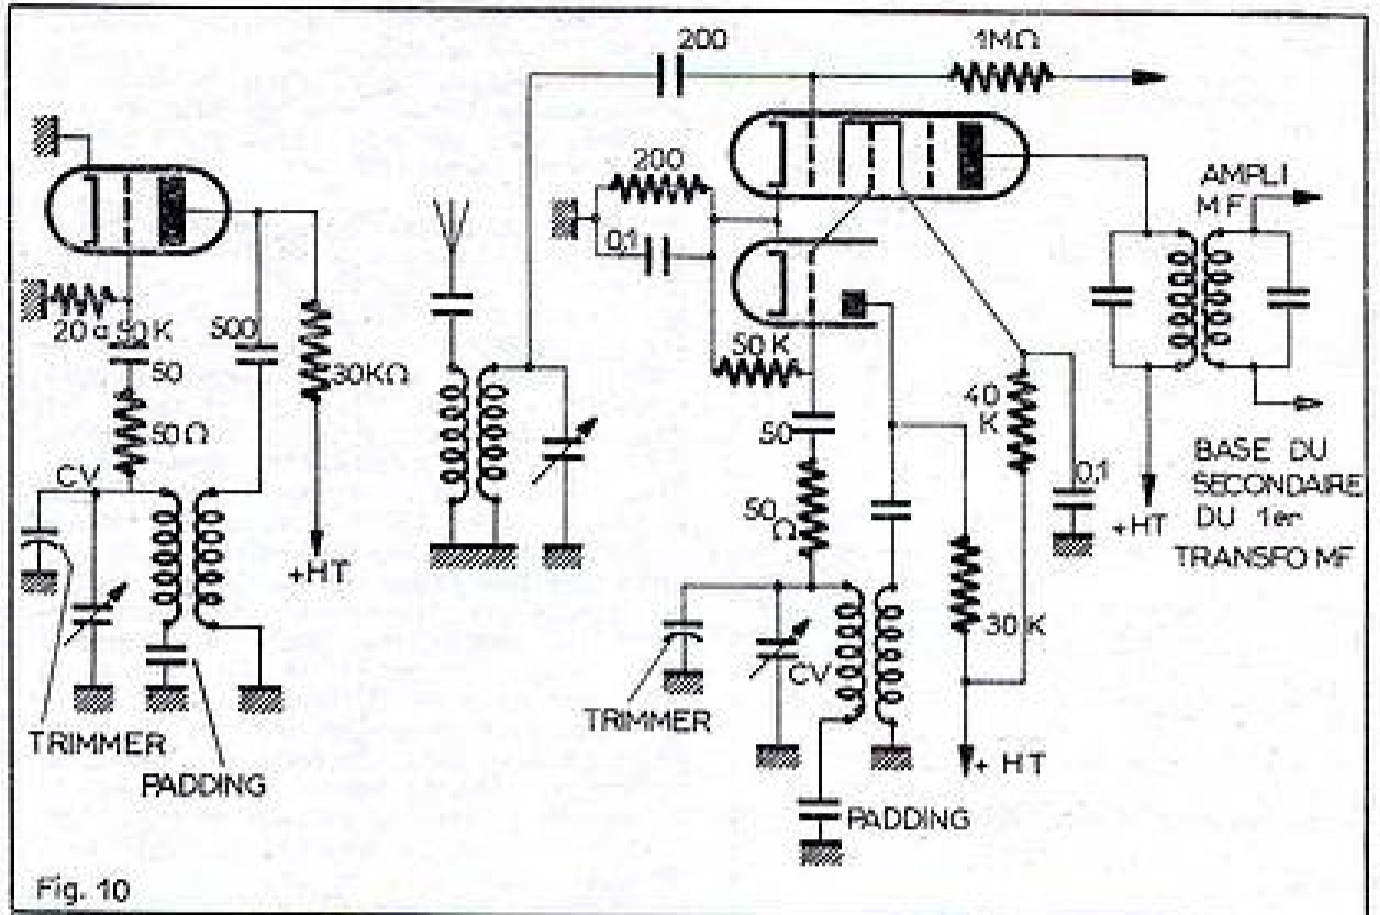 200
1MΩ
200
0,1
AMPLI
MF
20 a 50 K
50
500
30KΩ
50Ω
CV
+HT
50 K
50
50
Ω
40
K
0,1
+HT
BASE DU
SECONDAIRE
DU 1er
TRANSFO MF
30 K
CV
TRIMMER
PADDING
TRIMMER
+ HT
PADDING
Fig. 10